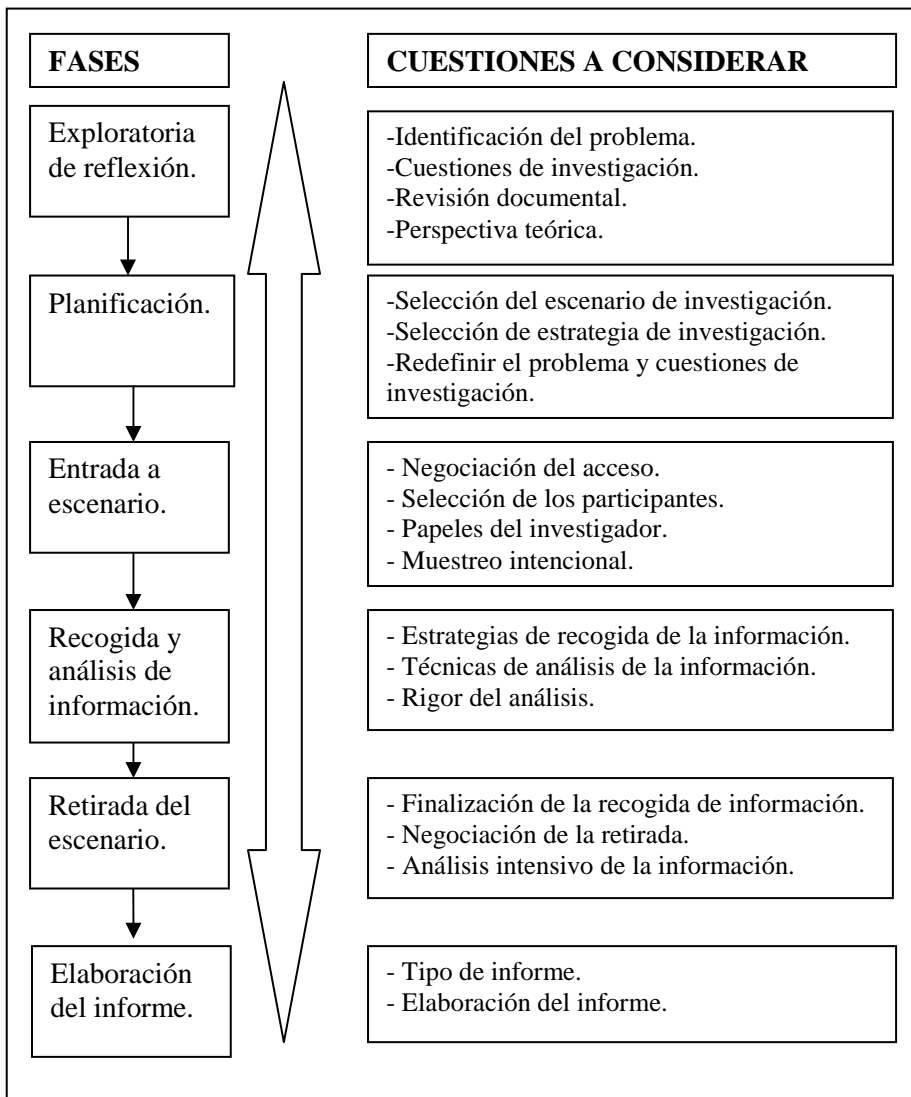 FASES
CUESTIONES A CONSIDERAR
Exploratoria
de reflexión.
-Identificación del problema.
-Cuestiones de investigación.
-Revisión documental.
-Perspectiva teórica.
Planificación.
-Selección del escenario de investigación.
-Selección de estrategia de investigación.
-Redefinir el problema y cuestiones de
investigación.
Entrada a
escenario.
- Negociación del acceso.
- Selección de los participantes.
- Papeles del investigador.
- Muestreo intencional.
Recogida y
análisis de
información.
- Estrategias de recogida de la información.
- Técnicas de análisis de la información.
- Rigor del análisis.
Retirada del
escenario.
- Finalización de la recogida de información.
- Negociación de la retirada.
- Análisis intensivo de la información.
Elaboración
del informe.
- Tipo de informe.
- Elaboración del informe.